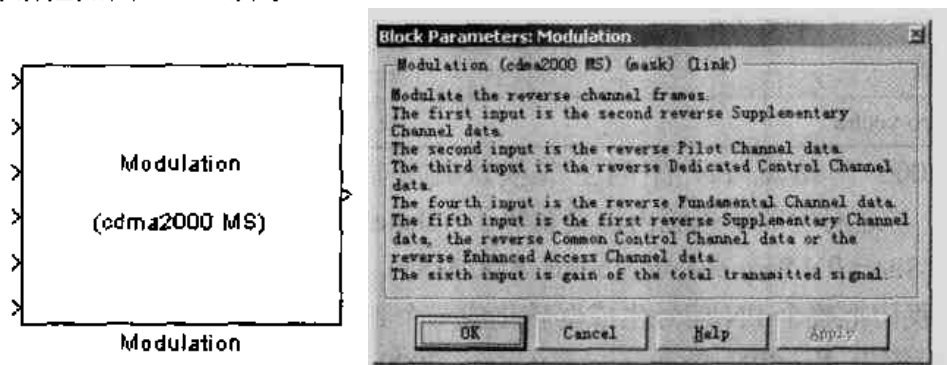 Modulation
(cdma2000 MS)
Modulation
Block Parameters: Modulation
Modulation (cdma2000 MS) (mask) (link)
Modulate the reverse channel frames.
The first input is the second reverse Supplementary
Channel data.
The second input is the reverse Pilot Channel data.
The third input is the reverse Dedicated Control Channel
data.
The fourth input is the reverse Fundamental Channel data.
The fifth input is the first reverse Supplementary Channel
data, the reverse Common Control Channel data or the
reverse Enhanced Access Channel data.
The sixth input is gain of the total transmitted signal.
OK
Cancel
Help
Apply